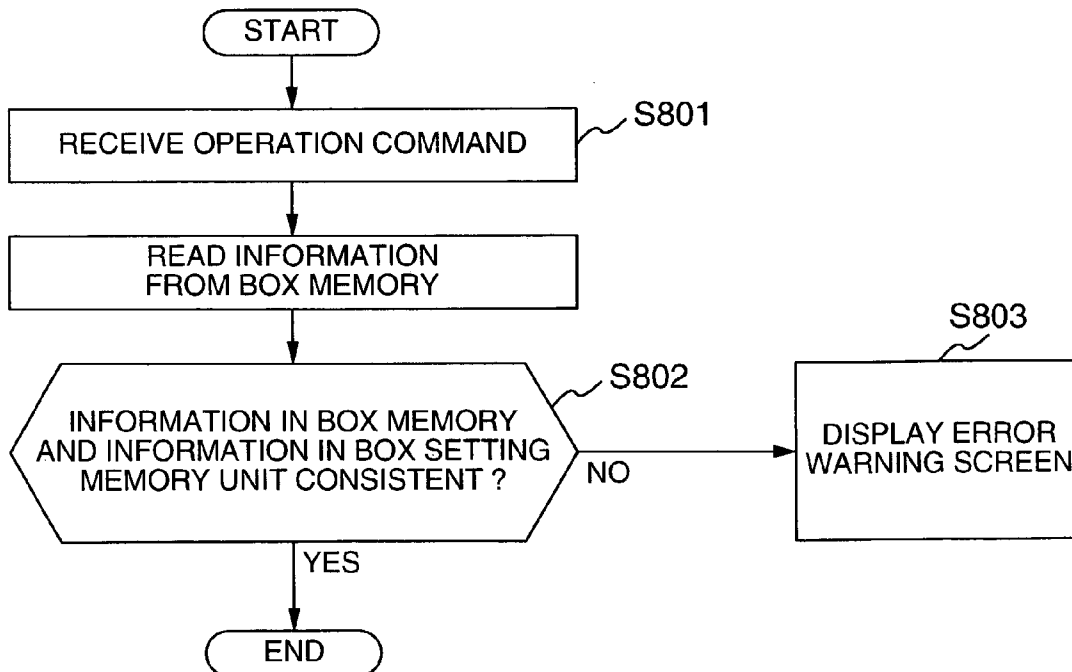 START
RECEIVE OPERATION COMMAND
S801
READ INFORMATION
FROM BOX MEMORY
S802
INFORMATION IN BOX MEMORY
AND INFORMATION IN BOX SETTING
MEMORY UNIT CONSISTENT ?
NO
S803
DISPLAY ERROR
WARNING SCREEN
YES
END